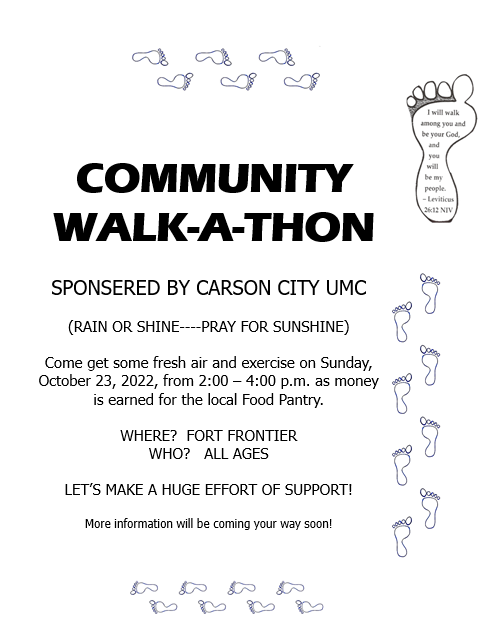 I will walk
among you and
be your God,
and
you
will
be my
people.
– Leviticus
26:12 NIV
COMMUNITY
WALK-A-THON
SPONSERED BY CARSON CITY UMC
(RAIN OR SHINE----PRAY FOR SUNSHINE)
Come get some fresh air and exercise on Sunday,
October 23, 2022, from 2:00 – 4:00 p.m. as money
is earned for the local Food Pantry.
WHERE?  FORT FRONTIER
WHO?   ALL AGES
LET’S MAKE A HUGE EFFORT OF SUPPORT!
More information will be coming your way soon!